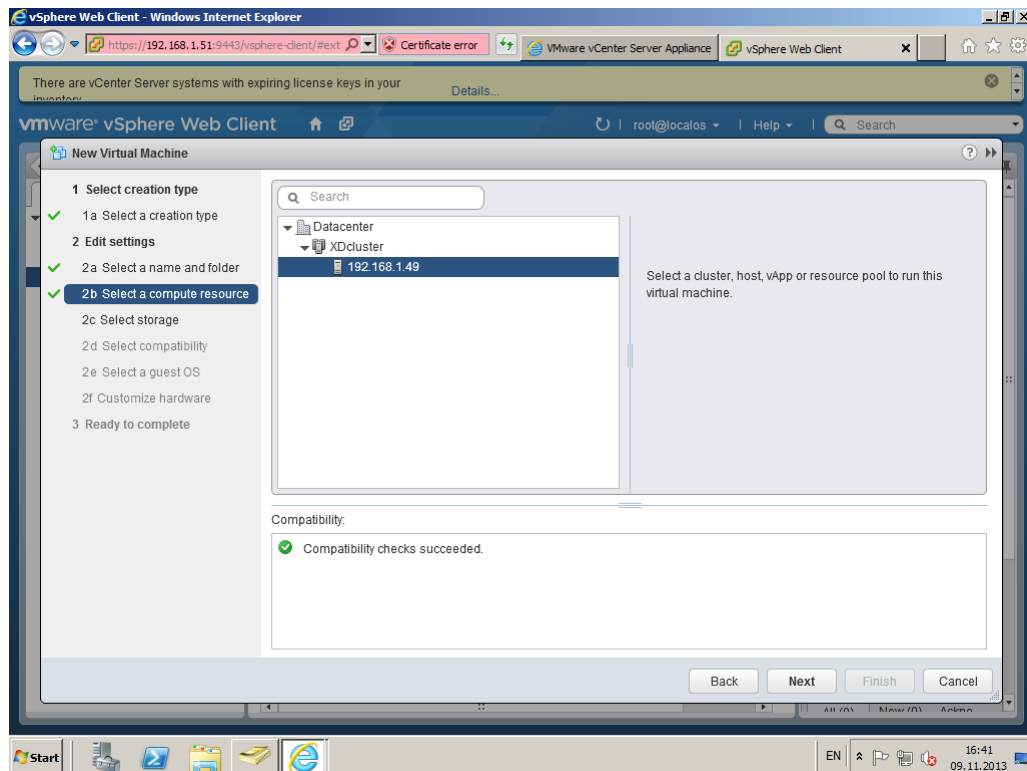 vSphere Web Client - Windows Internet Explorer
https://192.168.1.51:9443/vsphere-client/#ext
Certificate error
VMware vCenter Server Appliance
vSphere Web Client
There are vCenter Server systems with expiring license keys in your
inventory
Details...
vmware® vSphere Web Client
root@localos
Help
Search
New Virtual Machine
1 Select creation type
1a Select a creation type
2 Edit settings
2a Select a name and folder
2b Select a compute resource
2c Select storage
2d Select compatibility
2e Select a guest OS
2f Customize hardware
3 Ready to complete
Search
Datacenter
XDcluster
192.168.1.49
Select a cluster, host, vApp or resource pool to run this
virtual machine.
Compatibility:
Compatibility checks succeeded.
Back
Next
Finish
Cancel
All (0)
New (0)
Start
EN
16:41
09.11.2013